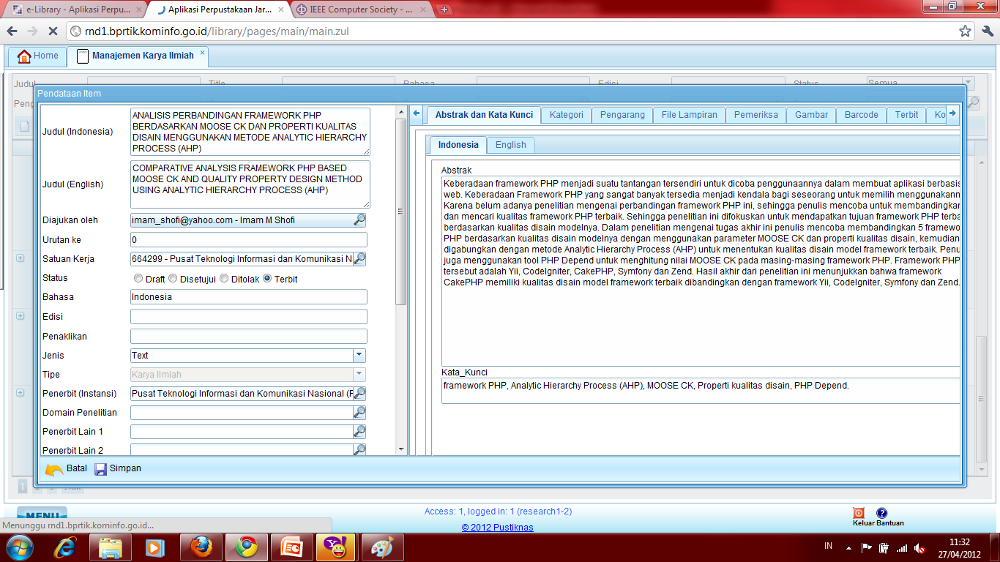 e-Library - Aplikasi Perpu...
Aplikasi Perpustakaan Jar...
IEEE Computer Society - ...
rnd1.bprtik.kominfo.go.id/library/pages/main/main.zul
Home
Manajemen Karya Ilmiah
Judul
Title
Bahasa
Edisi
Status
Semua
Pendataan Item
Judul (Indonesia)
ANALISIS PERBANDINGAN FRAMEWORK PHP
BERDASARKAN MOOSE CK DAN PROPERTI KUALITAS
DISAIN MENGGUNAKAN METODE ANALYTIC HIERARCHY
PROCESS (AHP)
Judul (English)
COMPARATIVE ANALYSIS FRAMEWORK PHP BASED
MOOSE CK AND QUALITY PROPERTY DESIGN METHOD
USING ANALYTIC HIERARCHY PROCESS (AHP)
Diajukan oleh
imam_shofi@yahoo.com - Imam M Shofi
Urutan ke
0
Satuan Kerja
664299 - Pusat Teknologi Informasi dan Komunikasi N
Status
Draft Disetujui Ditolak Terbit
Bahasa
Indonesia
Edisi
Penaklikan
Jenis
Text
Tipe
Karya Ilmiah
Penerbit (Instansi)
Pusat Teknologi Informasi dan Komunikasi Nasional (F
Domain Penelitian
Penerbit Lain 1
Penerbit Lain 2
Abstrak dan Kata Kunci
Kategori
Pengarang
File Lampiran
Pemeriksa
Gambar
Barcode
Terbit
Ko
Indonesia
English
Abstrak
Keberadaan framework PHP menjadi suatu tantangan tersendiri untuk dicoba penggunaannya dalam membuat aplikasi berbasis
web. Keberadaan Framework PHP yang sangat banyak tersedia menjadi kendala bagi seseorang untuk memilih menggunakann
Karena belum adanya penelitian mengenai perbandingan framework PHP ini, sehingga penulis mencoba untuk membandingkan
dan mencari kualitas framework PHP terbaik. Sehingga penelitian ini difokuskan untuk mendapatkan tujuan framework PHP terba
berdasarkan kualitas disain modelnya. Dalam penelitian mengenai tugas akhir ini penulis mencoba membandingkan 5 framewo
PHP berdasarkan kualitas disain modelnya dengan menggunakan parameter MOOSE CK dan properti kualitas disain, kemudian
digabungkan dengan metode Analytic Hierarchy Process (AHP) untuk menentukan kualitas disain model framework terbaik. Penu
juga menggunakan tool PHP Depend untuk menghitung nilai MOOSE CK pada masing-masing framework PHP. Framework PHP
tersebut adalah Yii, CodeIgniter, CakePHP, Symfony dan Zend. Hasil akhir dari penelitian ini menunjukkan bahwa framework
CakePHP memiliki kualitas disain model framework terbaik dibandingkan dengan framework Yii, CodeIgniter, Symfony dan Zend.
Kata_Kunci
framework PHP, Analytic Hierarchy Process (AHP), MOOSE CK, Properti kualitas disain, PHP Depend.
Batal
Simpan
1
MENU
Access: 1, logged in: 1 (research1-2)
© 2012 Pustiknas
Keluar Bantuan
Menunggu rnd1.bprtik.kominfo.go.id...
IN
11:32
27/04/2012